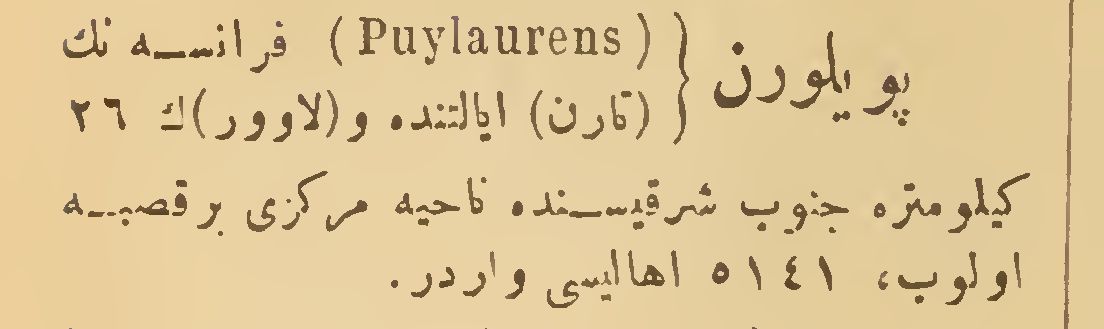 پويلورن { (Puylaurens) فرانسه نك
(تارن) ايالتنده و(لاوور)ك ٢٦
كيلومتره جنوب شرقيسنده ناحيه مركزى بر قصبه
اولوب، ٥١٤١ اهاليسى واردر.